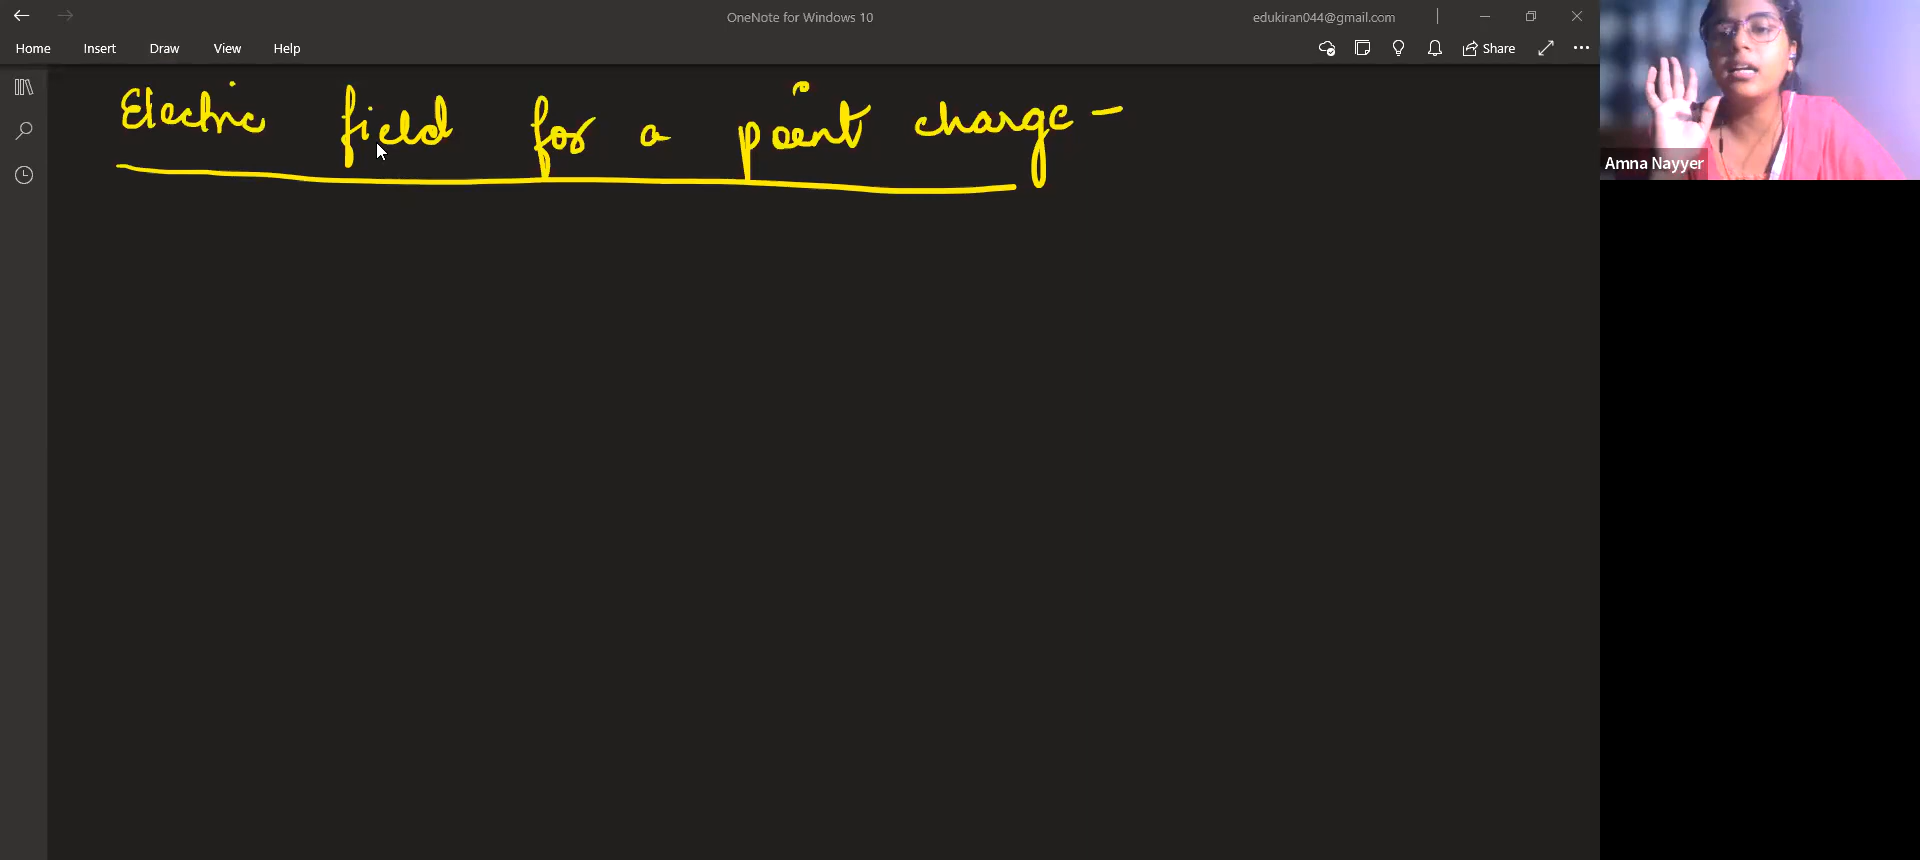 OneNote for Windows 10
edukiran044@gmail.com
Home Insert Draw View Help
Share
Electric field for a point charge -
Amna Nayyer